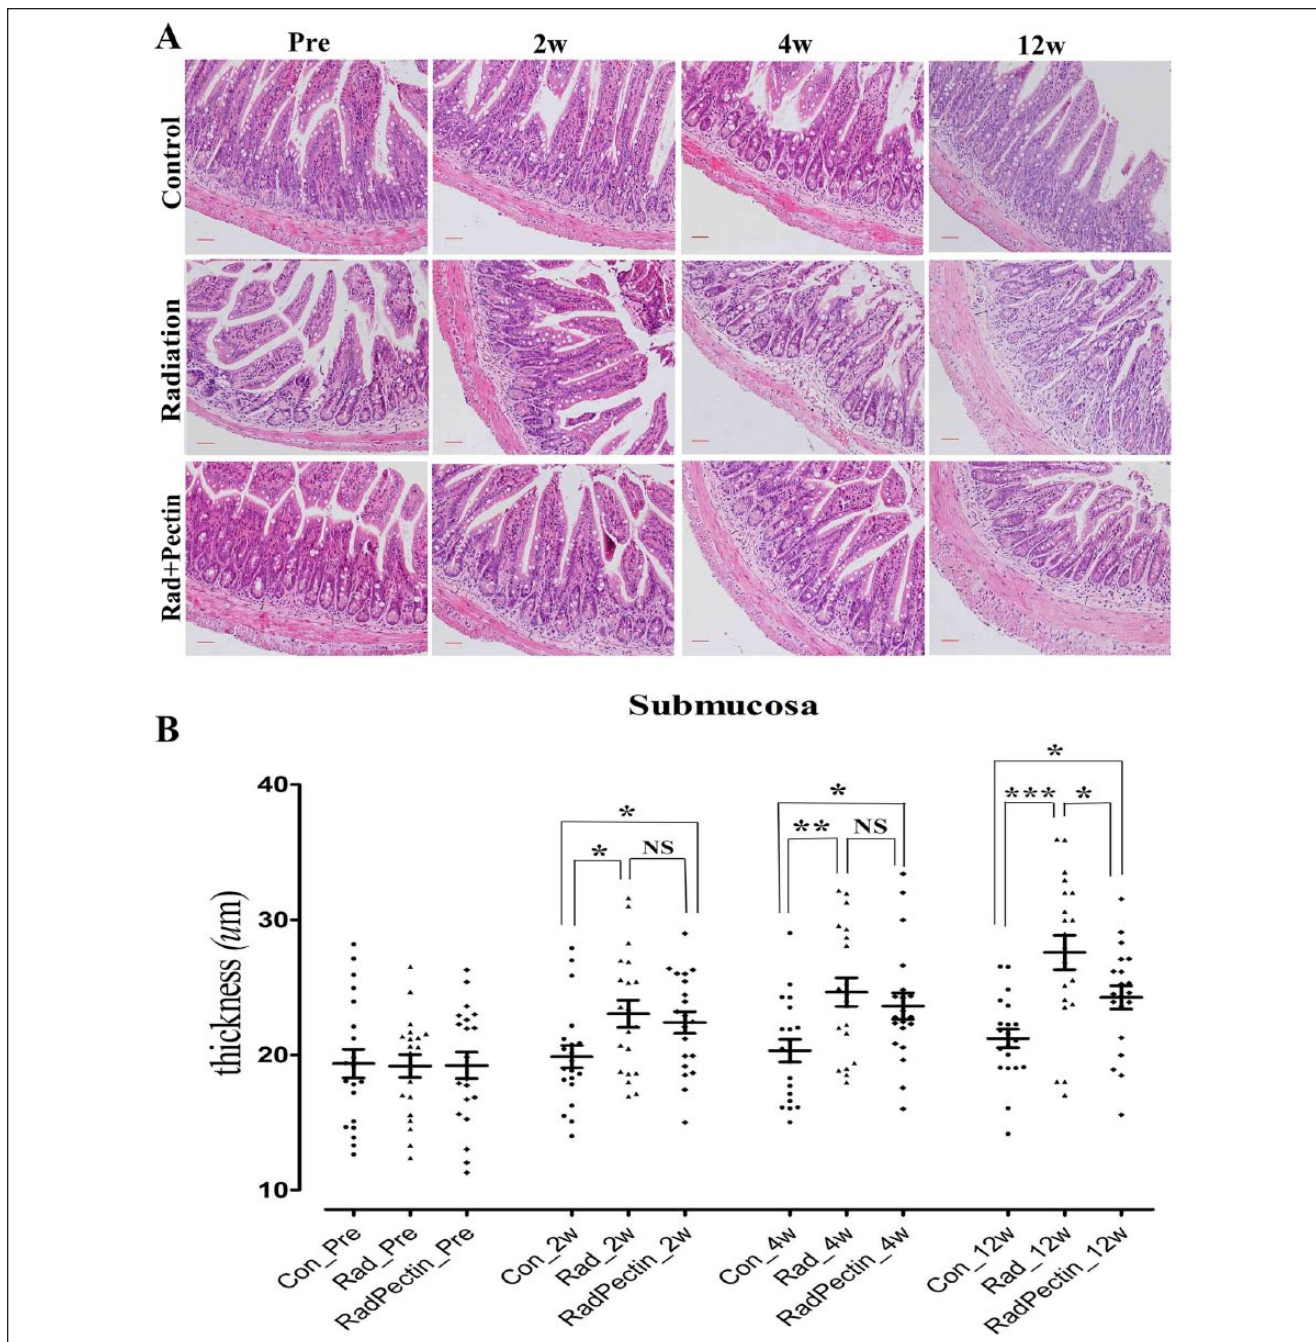 A
Pre 2w 4w 12w
Control
Radiation
Rad+Pectin
Submucosa
B
thickness (um)
40
30
20
10
* * NS
* ** NS
* *** *
Con_Pre Rad_Pre RadPectin_Pre Con_2w Rad_2w RadPectin_2w Con_4w Rad_4w RadPectin_4w Con_12w Rad_12w RadPectin_12w